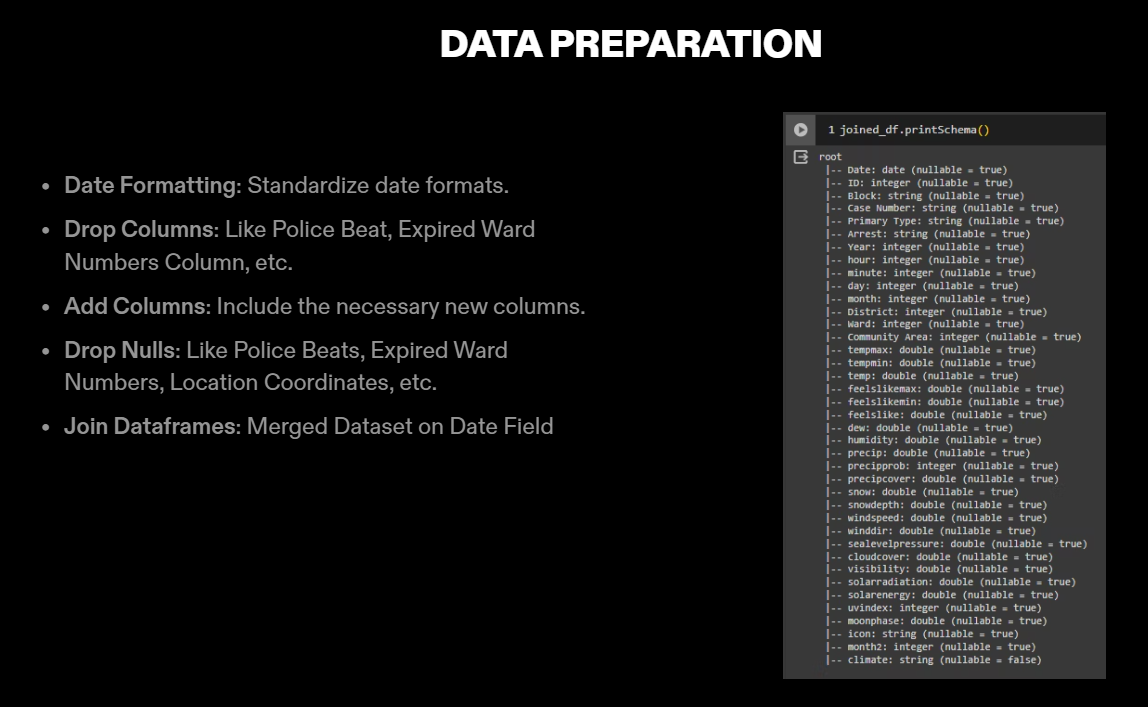 DATA PREPARATION
• Date Formatting: Standardize date formats.
• Drop Columns: Like Police Beat, Expired Ward
Numbers Column, etc.
• Add Columns: Include the necessary new columns.
• Drop Nulls: Like Police Beats, Expired Ward
Numbers, Location Coordinates, etc.
• Join Dataframes: Merged Dataset on Date Field
1 joined_df.printSchema()
root
|-- Date: date (nullable = true)
|-- ID: integer (nullable = true)
|-- Block: string (nullable = true)
|-- Case Number: string (nullable = true)
|-- Primary Type: string (nullable = true)
|-- Arrest: string (nullable = true)
|-- Year: integer (nullable = true)
|-- hour: integer (nullable = true)
|-- minute: integer (nullable = true)
|-- day: integer (nullable = true)
|-- month: integer (nullable = true)
|-- District: integer (nullable = true)
|-- Ward: integer (nullable = true)
|-- Community Area: integer (nullable = true)
|-- tempmax: double (nullable = true)
|-- tempmin: double (nullable = true)
|-- temp: double (nullable = true)
|-- feelslikemax: double (nullable = true)
|-- feelslikemin: double (nullable = true)
|-- feelslike: double (nullable = true)
|-- dew: double (nullable = true)
|-- humidity: double (nullable = true)
|-- precip: double (nullable = true)
|-- precipprob: integer (nullable = true)
|-- precipcover: double (nullable = true)
|-- snow: double (nullable = true)
|-- snowdepth: double (nullable = true)
|-- windspeed: double (nullable = true)
|-- winddir: double (nullable = true)
|-- sealevelpressure: double (nullable = true)
|-- cloudcover: double (nullable = true)
|-- visibility: double (nullable = true)
|-- solarradiation: double (nullable = true)
|-- solarenergy: double (nullable = true)
|-- uvindex: integer (nullable = true)
|-- moonphase: double (nullable = true)
|-- icon: string (nullable = true)
|-- month2: integer (nullable = true)
|-- climate: string (nullable = false)